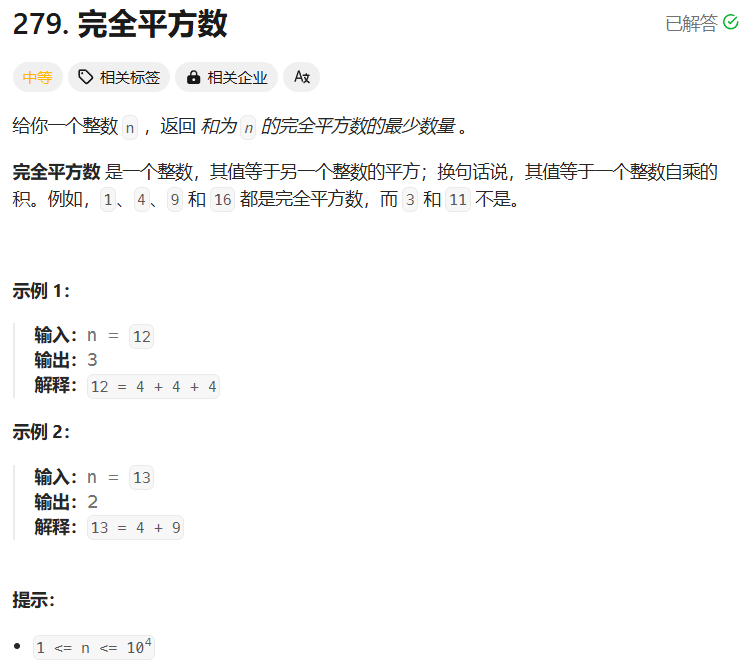 279. 完全平方数
已解答
中等 相关标签 相关企业 Aa
给你一个整数 n ，返回 和为 n 的完全平方数的最少数量 。
完全平方数 是一个整数，其值等于另一个整数的平方；换句话说，其值等于一个整数自乘的
积。例如，1、4、9 和 16 都是完全平方数，而 3 和 11 不是。
示例 1：
输入：n = 12
输出：3
解释：12 = 4 + 4 + 4
示例 2：
输入：n = 13
输出：2
解释：13 = 4 + 9
提示：
• 1 <= n <= 10⁴